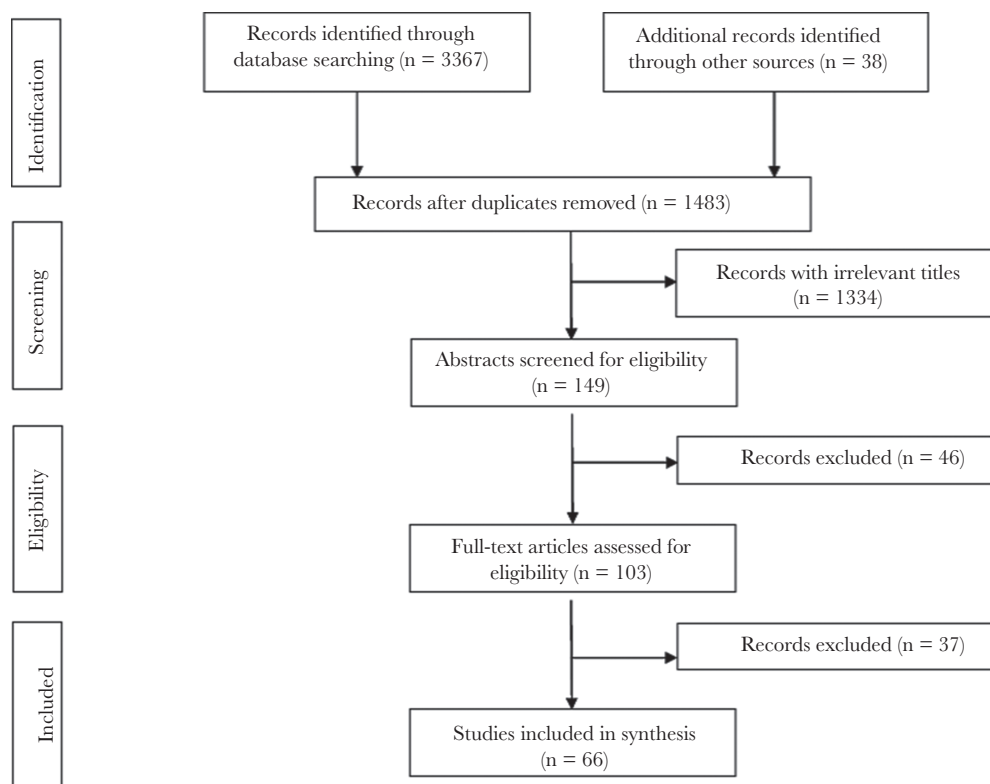 Identification
Records identified through
database searching (n = 3367)
Additional records identified
through other sources (n = 38)
Records after duplicates removed (n = 1483)
Screening
Records with irrelevant titles
(n = 1334)
Abstracts screened for eligibility
(n = 149)
Eligibility
Records excluded (n = 46)
Full-text articles assessed for
eligibility (n = 103)
Included
Records excluded (n = 37)
Studies included in synthesis
(n = 66)